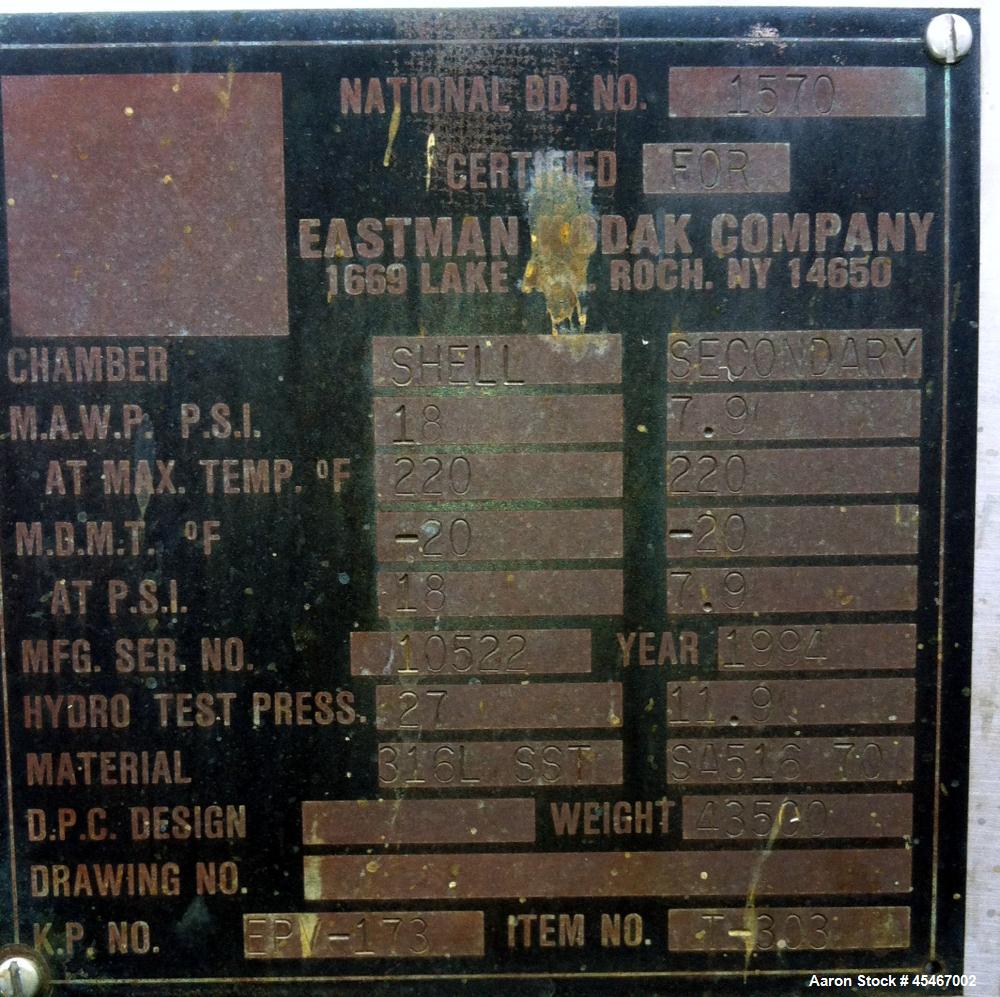 NATIONAL BD. NO. 1570
CERTIFIED FOR
EASTMAN KODAK COMPANY
1669 LAKE ROCH. NY 14650
CHAMBER SHELL SECONDARY
M.A.W.P. P.S.I. 18 7.9
AT MAX. TEMP. ºF 220 220
M.D.M.T. ºF -20 -20
AT P.S.I. 18 7.9
MFG. SER. NO. 10522 YEAR 1994
HYDRO TEST PRESS. 27 11.9
MATERIAL 316L SST SA516 70
D.P.C. DESIGN WEIGHT 43500
DRAWING NO.
K.P. NO. EPV-173 ITEM NO. T-303
Aaron Stock # 45467002